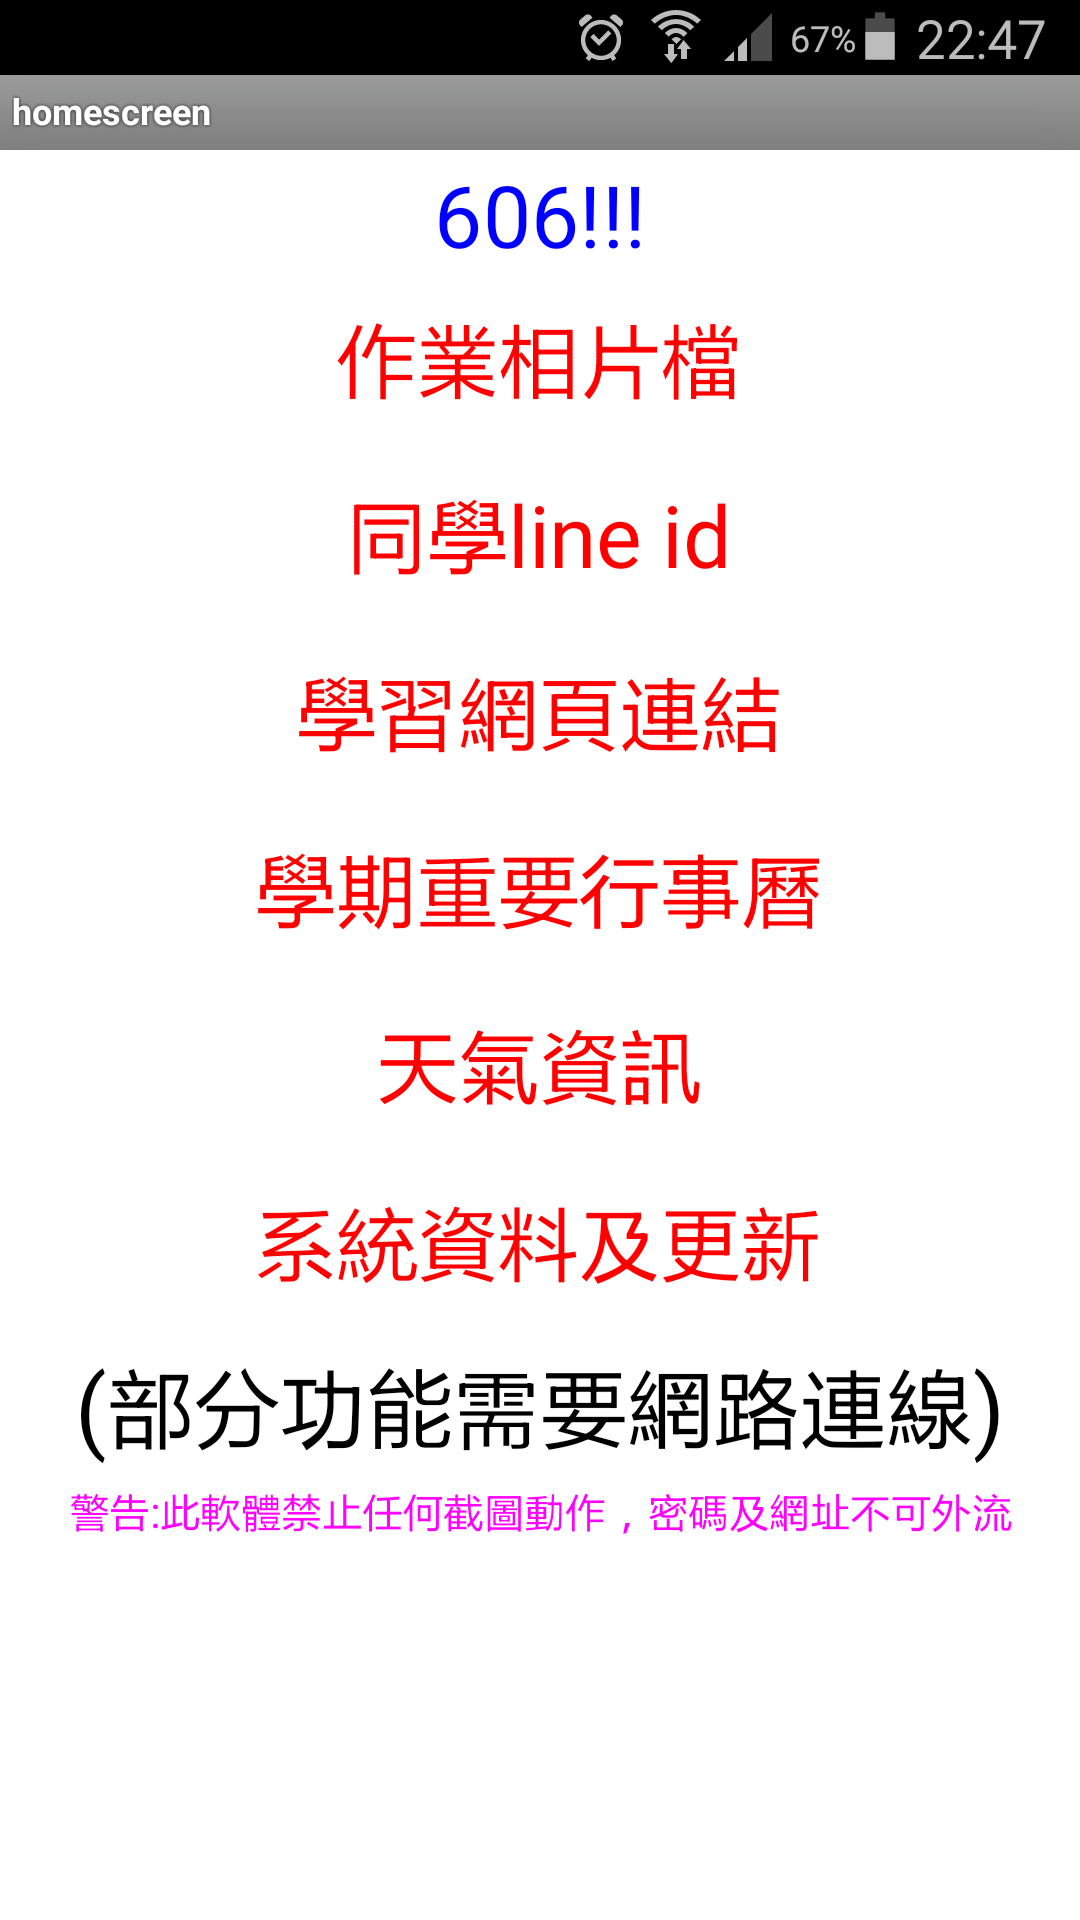 67% 22:47
homescreen
606!!!
作業相片檔
同學line id
學習網頁連結
學期重要行事曆
天氣資訊
系統資料及更新
(部分功能需要網路連線)
警告:此軟體禁止任何截圖動作，密碼及網址不可外流